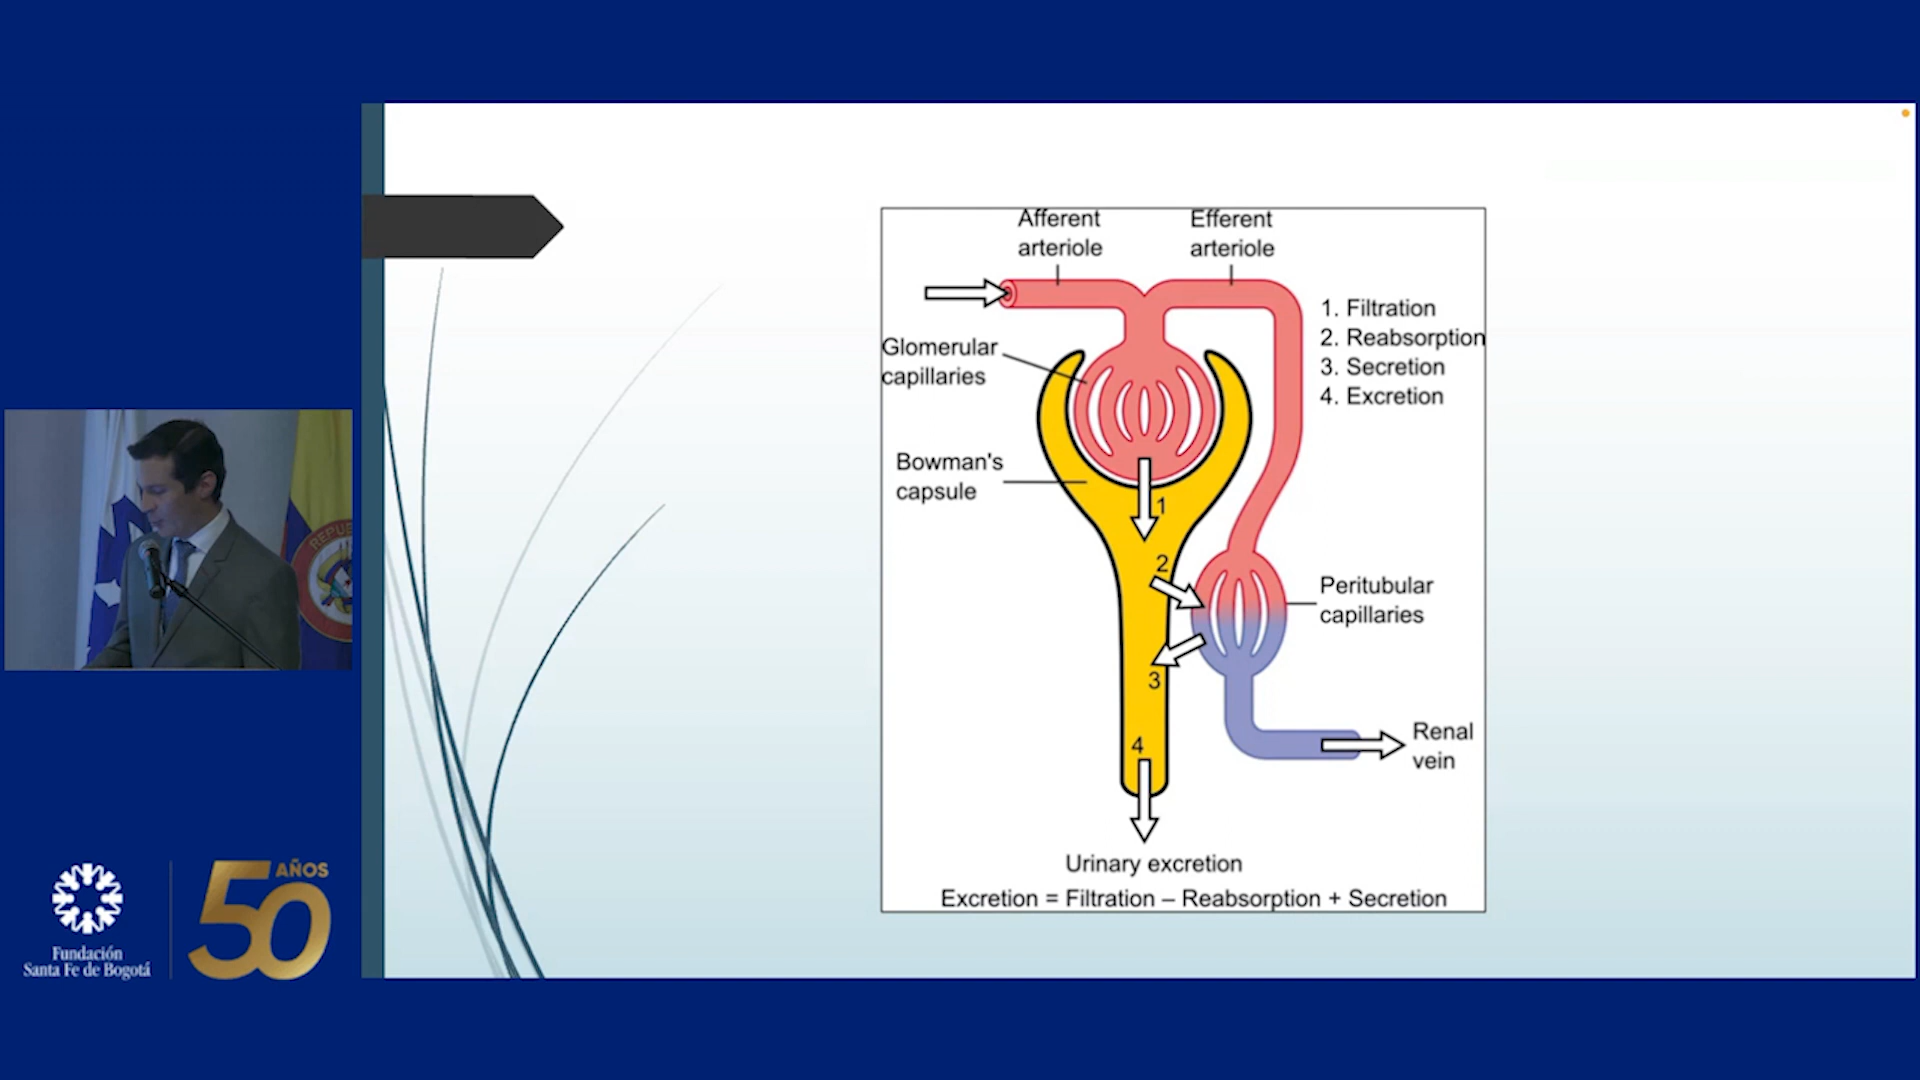 Afferent
arteriole
Efferent
arteriole
1. Filtration
2. Reabsorption
3. Secretion
4. Excretion
Glomerular
capillaries
Bowman's
capsule
1
2
3
4
Peritubular
capillaries
Renal
vein
Urinary excretion
Excretion = Filtration – Reabsorption + Secretion
REPUB
Fundación
Santa Fe de Bogotá
50 AÑOS